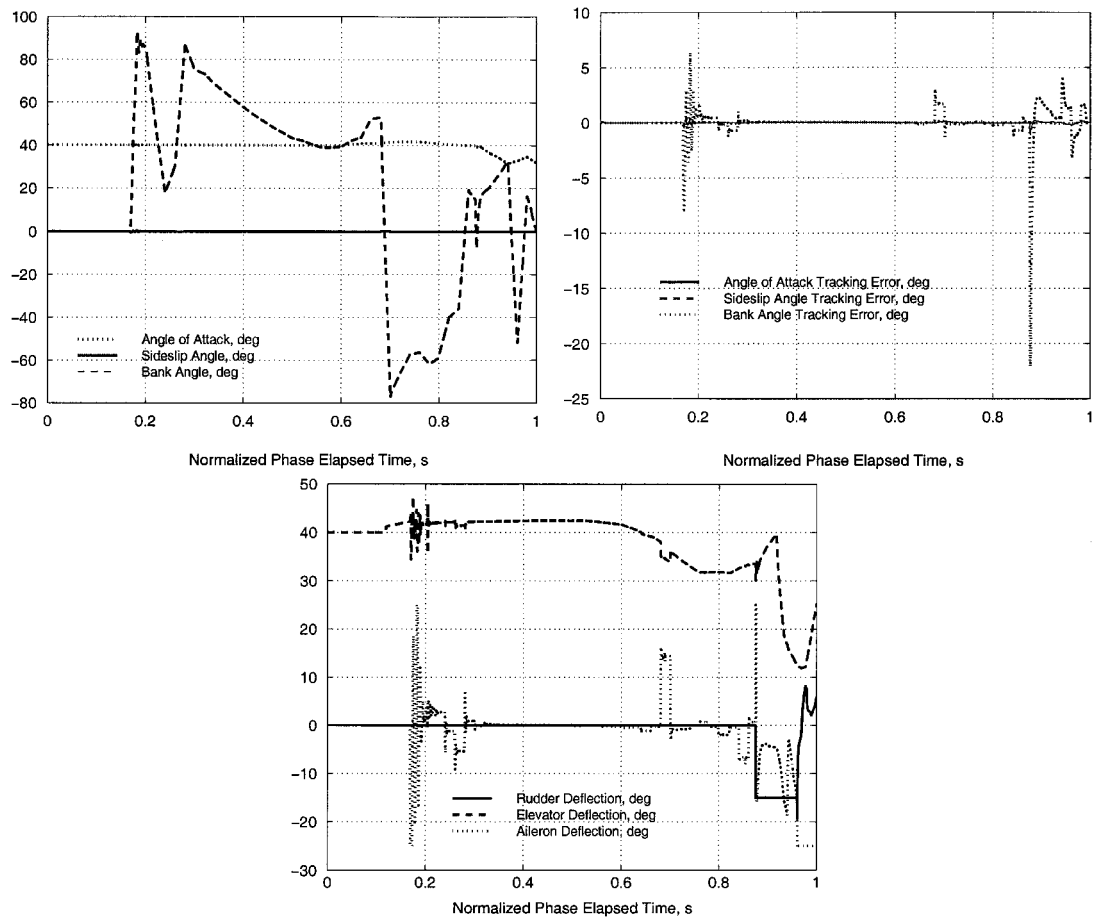 100
80
60
40
20
0
−20
−40
−60
−80
0 0.2 0.4 0.6 0.8 1
Angle of Attack, deg
Sideslip Angle, deg
Bank Angle, deg
Normalized Phase Elapsed Time, s
10
5
0
−5
−10
−15
−20
−25
0 0.2 0.4 0.6 0.8 1
Angle of Attack Tracking Error, deg
Sideslip Angle Tracking Error, deg
Bank Angle Tracking Error, deg
Normalized Phase Elapsed Time, s
50
40
30
20
10
0
−10
−20
−30
0 0.2 0.4 0.6 0.8 1
Rudder Deflection, deg
Elevator Deflection, deg
Aileron Deflection, deg
Normalized Phase Elapsed Time, s